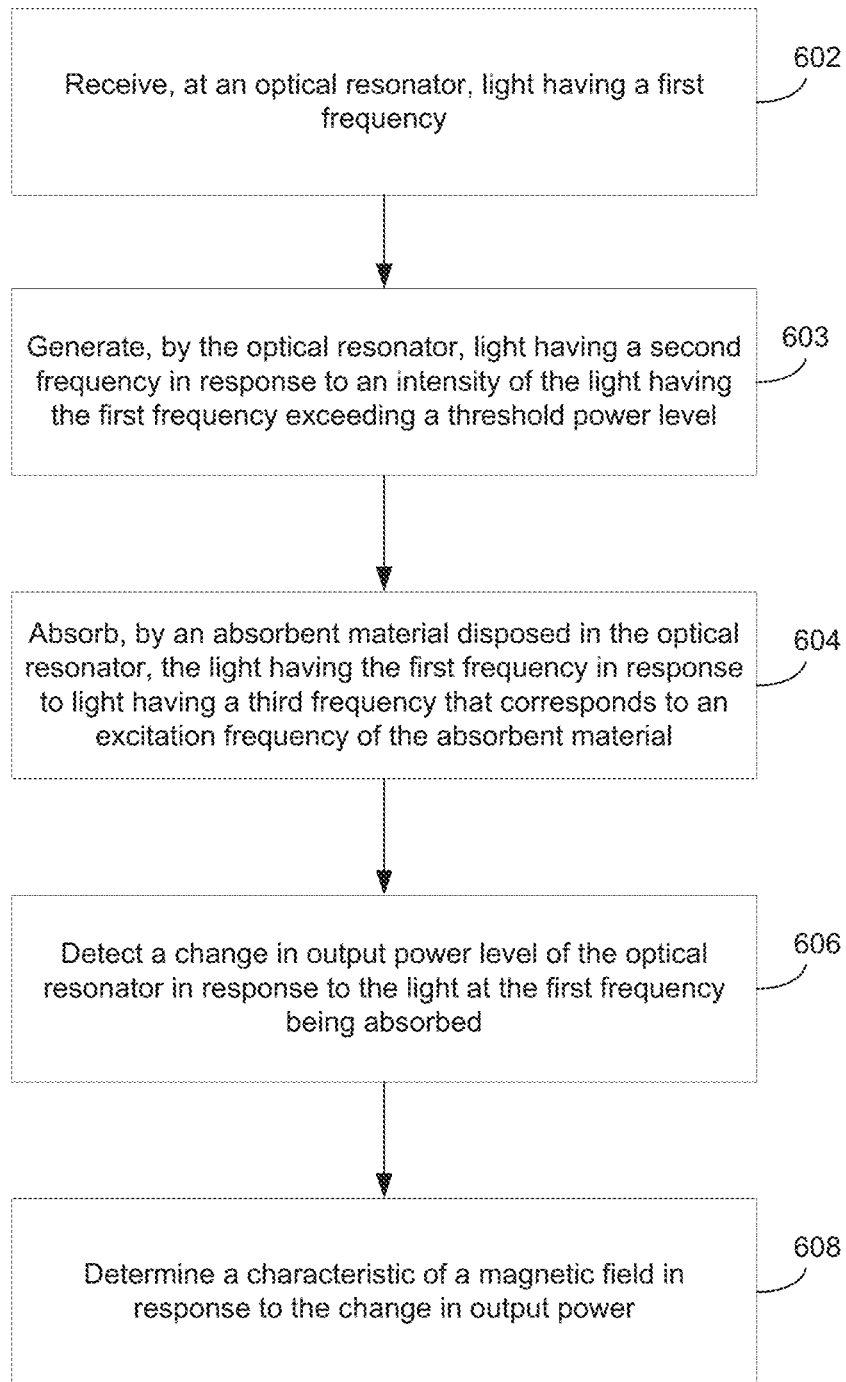 Receive, at an optical resonator, light having a first
frequency
602
Generate, by the optical resonator, light having a second
frequency in response to an intensity of the light having
the first frequency exceeding a threshold power level
603
Absorb, by an absorbent material disposed in the optical
resonator, the light having the first frequency in response
to light having a third frequency that corresponds to an
excitation frequency of the absorbent material
604
Detect a change in output power level of the optical
resonator in response to the light at the first frequency
being absorbed
606
Determine a characteristic of a magnetic field in
response to the change in output power
608